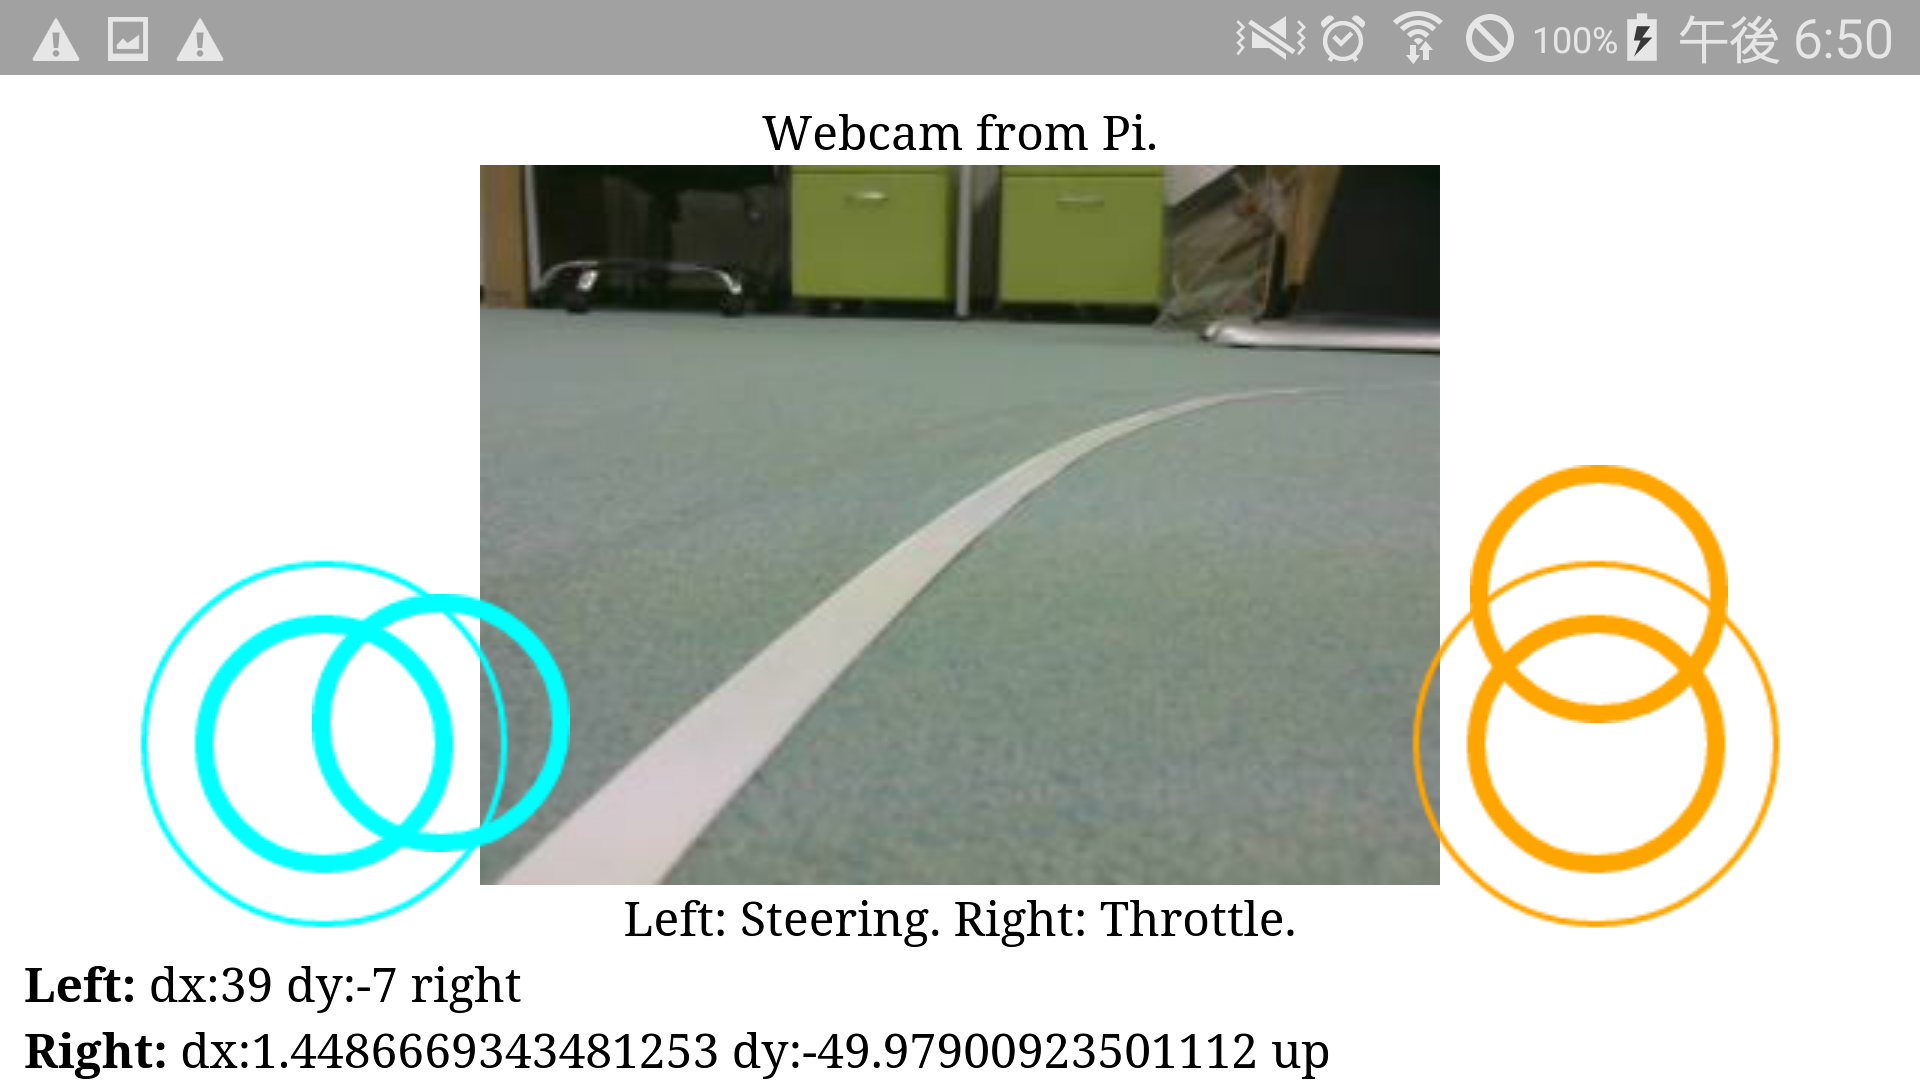 100% 午後 6:50
Webcam from Pi.
Left: Steering. Right: Throttle.
Left: dx:39 dy:-7 right
Right: dx:1.4486669343481253 dy:-49.97900923501112 up